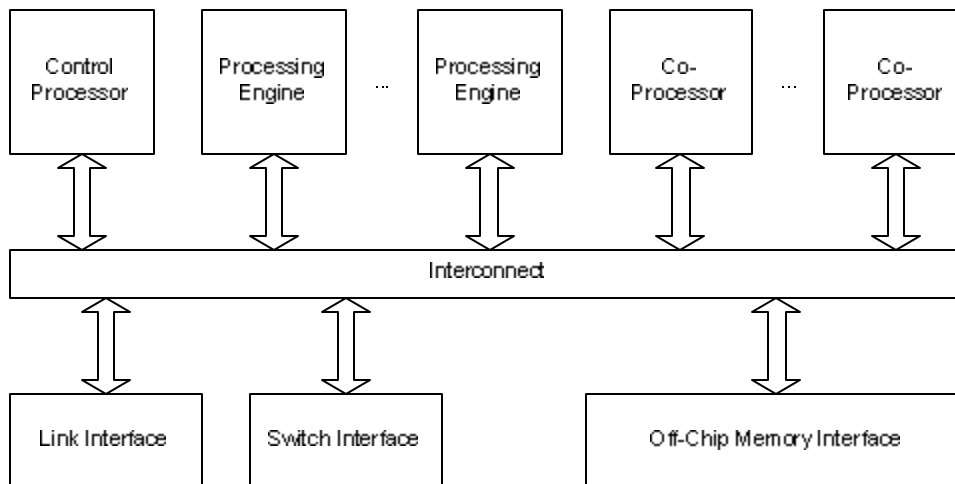 Control
Processor
Processing
Engine
...
Processing
Engine
Co-
Processor
...
Co-
Processor
Interconnect
Link Interface
Switch Interface
Off-Chip Memory Interface